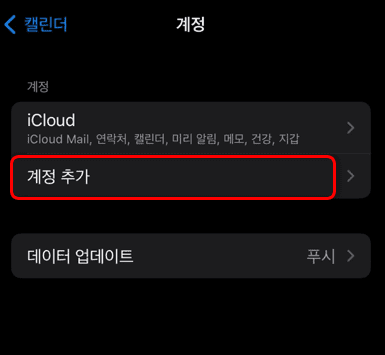 캘린더
계정
계정
iCloud
iCloud Mail, 연락처, 캘린더, 미리 알림, 메모, 건강, 지갑
계정 추가
데이터 업데이트 푸시